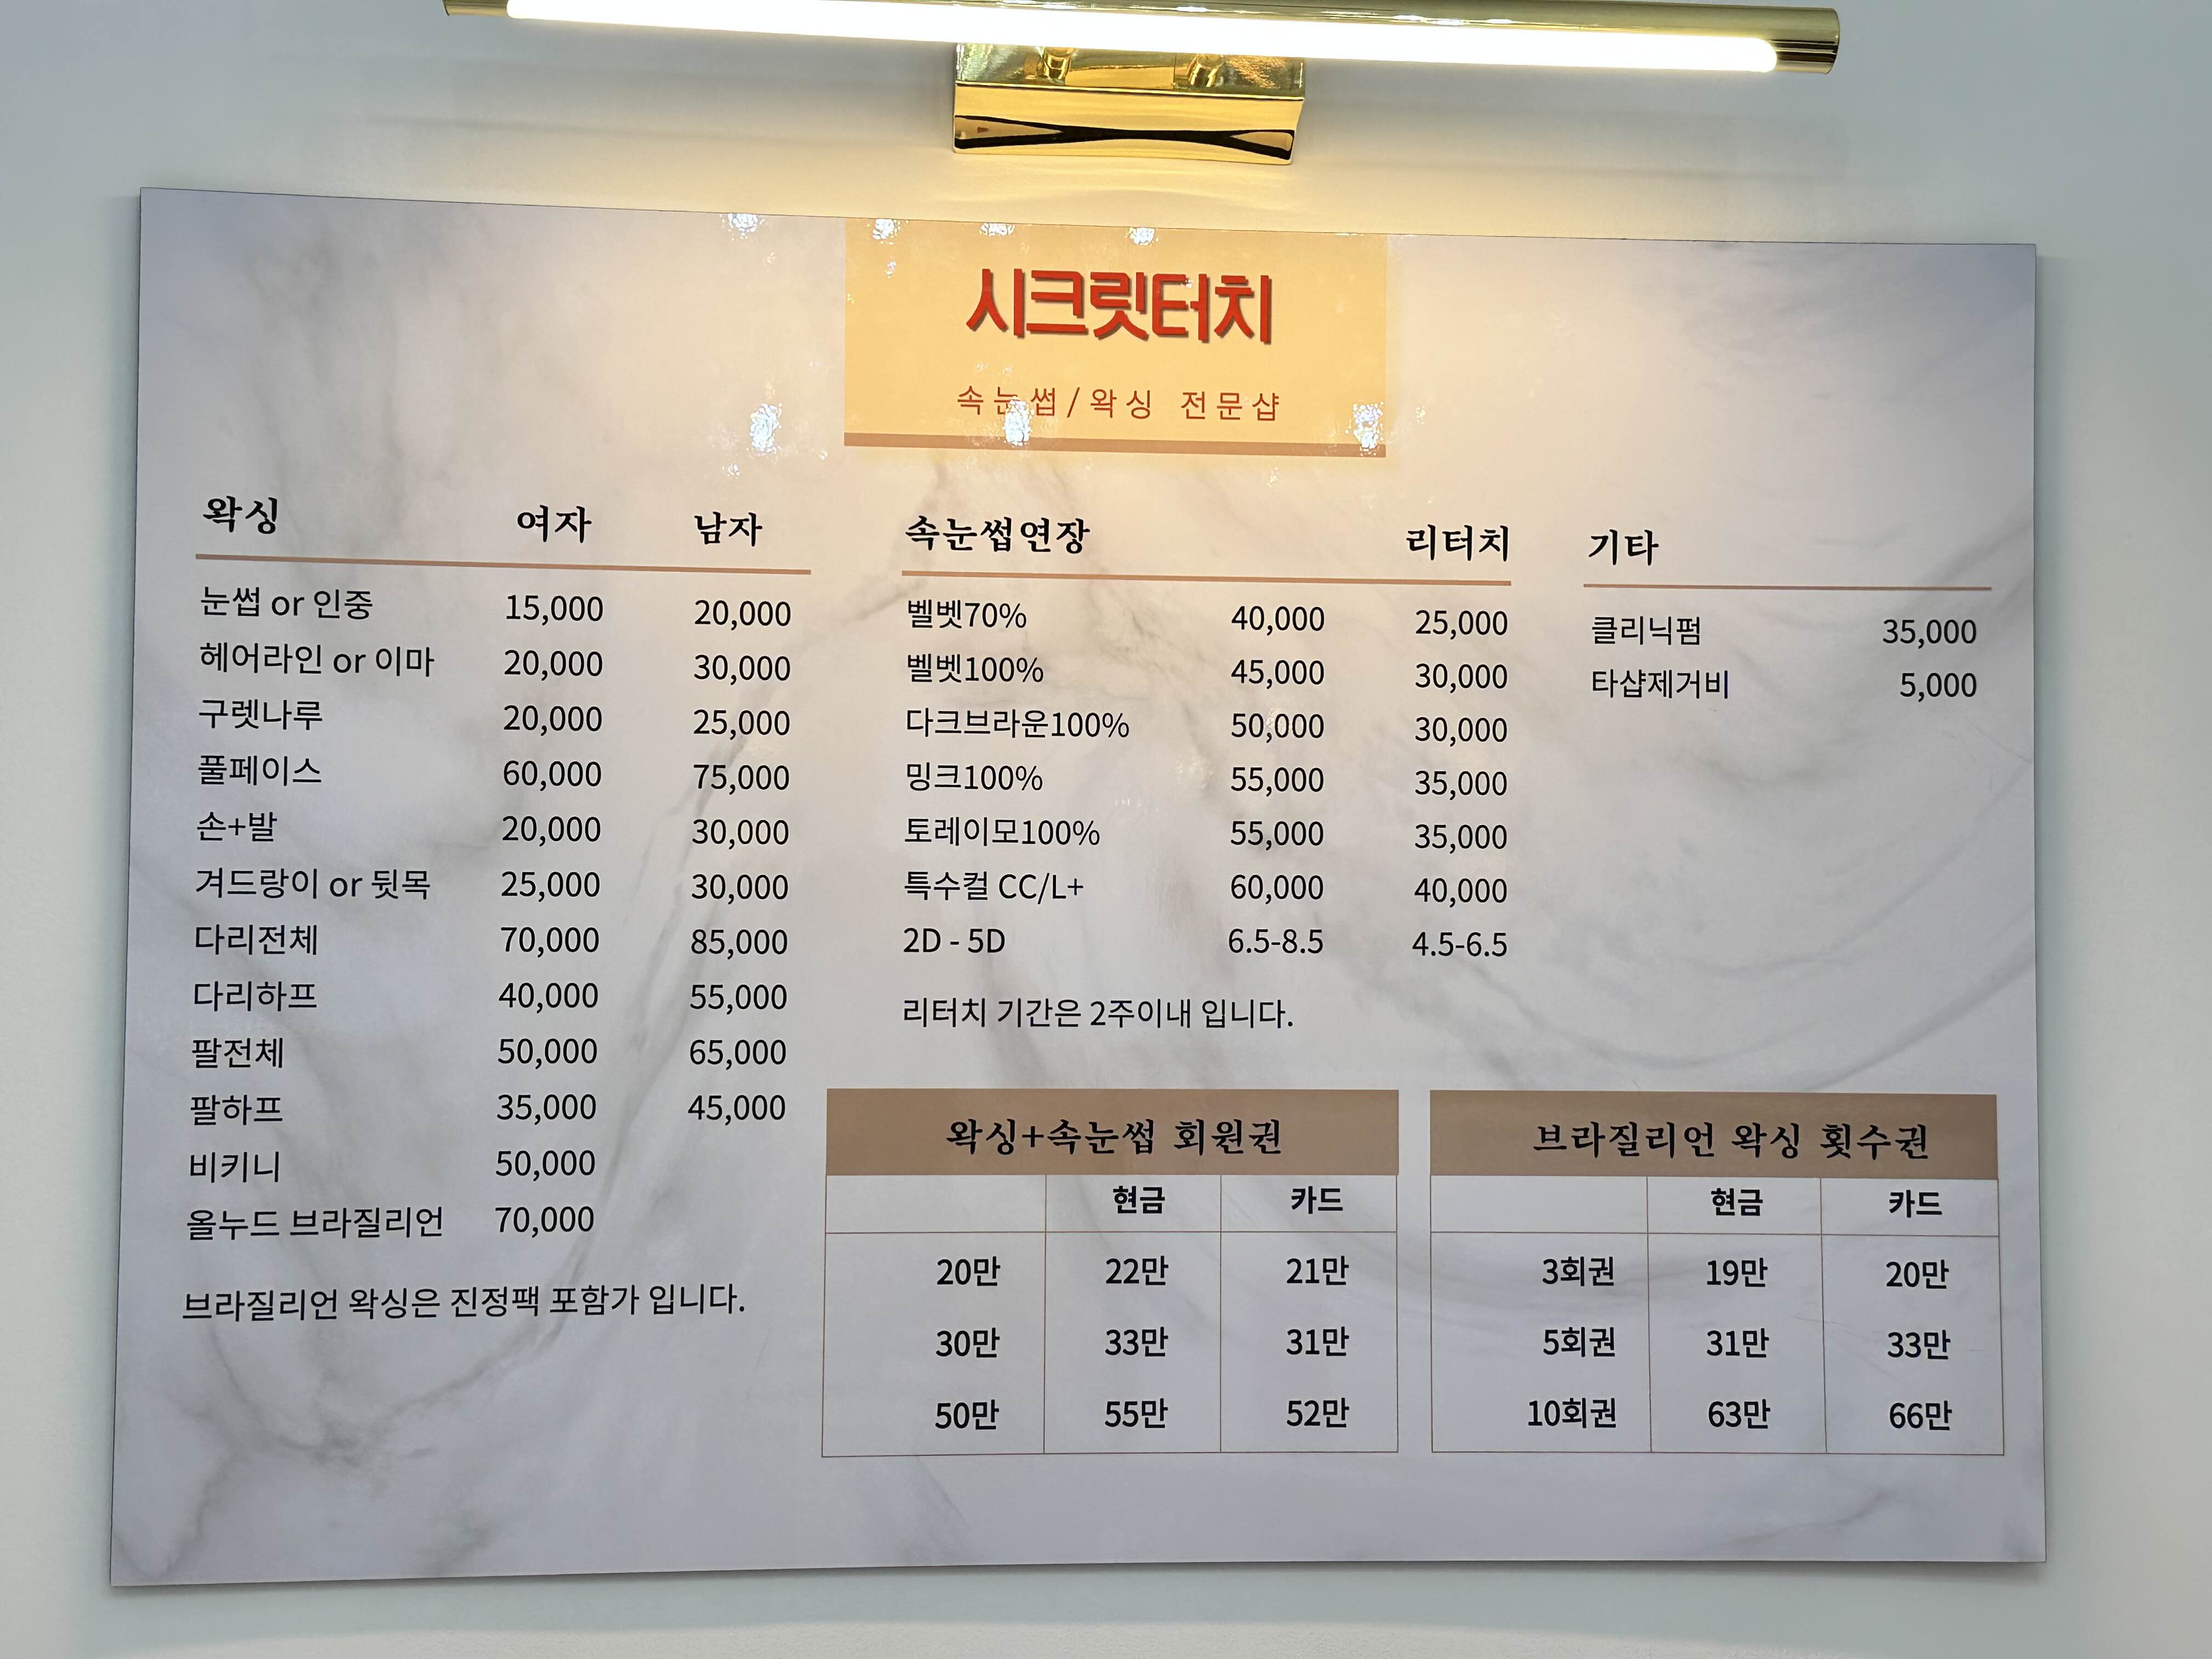 시크릿터치
속눈썹/왁싱 전문샵
왁싱 여자 남자
눈썹 or 인중 15,000 20,000
헤어라인 or 이마 20,000 30,000
구렛나루 20,000 25,000
풀페이스 60,000 75,000
손+발 20,000 30,000
겨드랑이 or 뒷목 25,000 30,000
다리전체 70,000 85,000
다리하프 40,000 55,000
팔전체 50,000 65,000
팔하프 35,000 45,000
비키니 50,000
올누드 브라질리언 70,000
브라질리언 왁싱은 진정팩 포함가 입니다.
속눈썹연장 리터치
벨벳70% 40,000 25,000
벨벳100% 45,000 30,000
다크브라운100% 50,000 30,000
밍크100% 55,000 35,000
토레이모100% 55,000 35,000
특수컬 CC/L+ 60,000 40,000
2D - 5D 6.5-8.5 4.5-6.5
리터치 기간은 2주이내 입니다.
기타
클리닉펌 35,000
타샵제거비 5,000
왁싱+속눈썹 회원권
현금 카드
20만 22만 21만
30만 33만 31만
50만 55만 52만
브라질리언 왁싱 횟수권
현금 카드
3회권 19만 20만
5회권 31만 33만
10회권 63만 66만